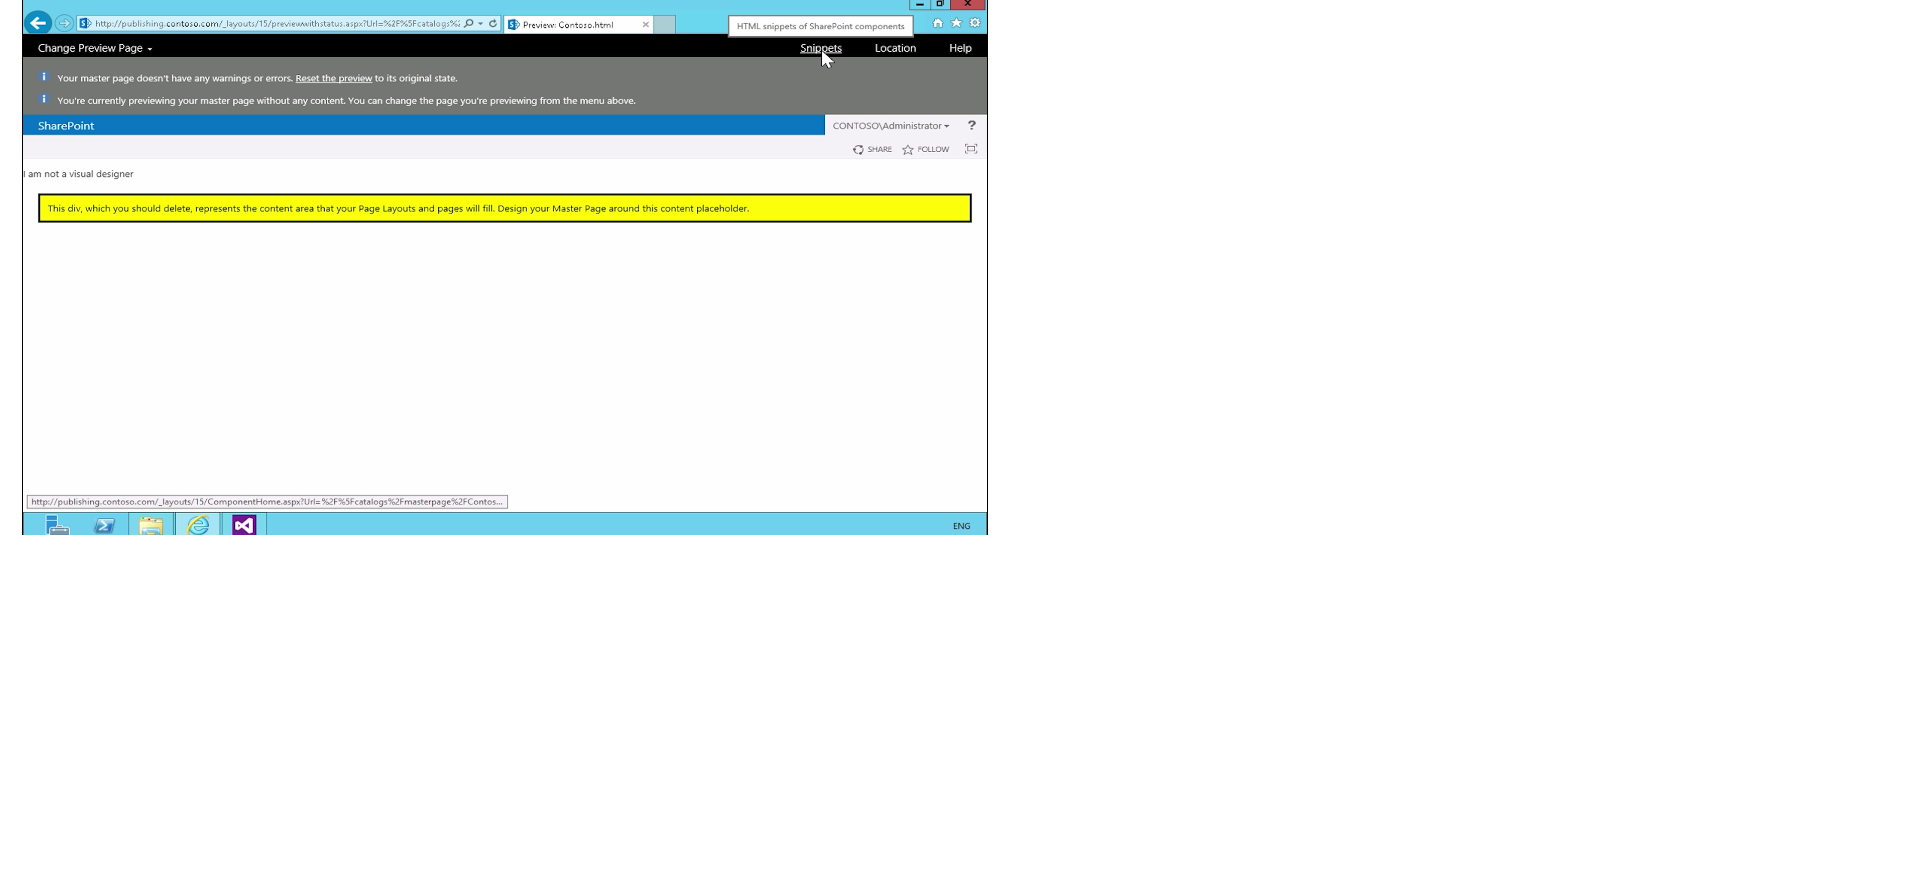 http://publishing.contoso.com/_layouts/15/previewwithstatus.aspx?Url=%2F%5Fcatalogs%2
Preview: Contoso.html
HTML snippets of SharePoint components
Change Preview Page
Snippets
Location
Help
Your master page doesn't have any warnings or errors. Reset the preview to its original state.
You're currently previewing your master page without any content. You can change the page you're previewing from the menu above.
SharePoint
CONTOSO\Administrator
?
SHARE
FOLLOW
I am not a visual designer
This div, which you should delete, represents the content area that your Page Layouts and pages will fill. Design your Master Page around this content placeholder.
http://publishing.contoso.com/_layouts/15/ComponentHome.aspx?Url=%2F%5Fcatalogs%2Fmasterpage%2FContos...
ENG